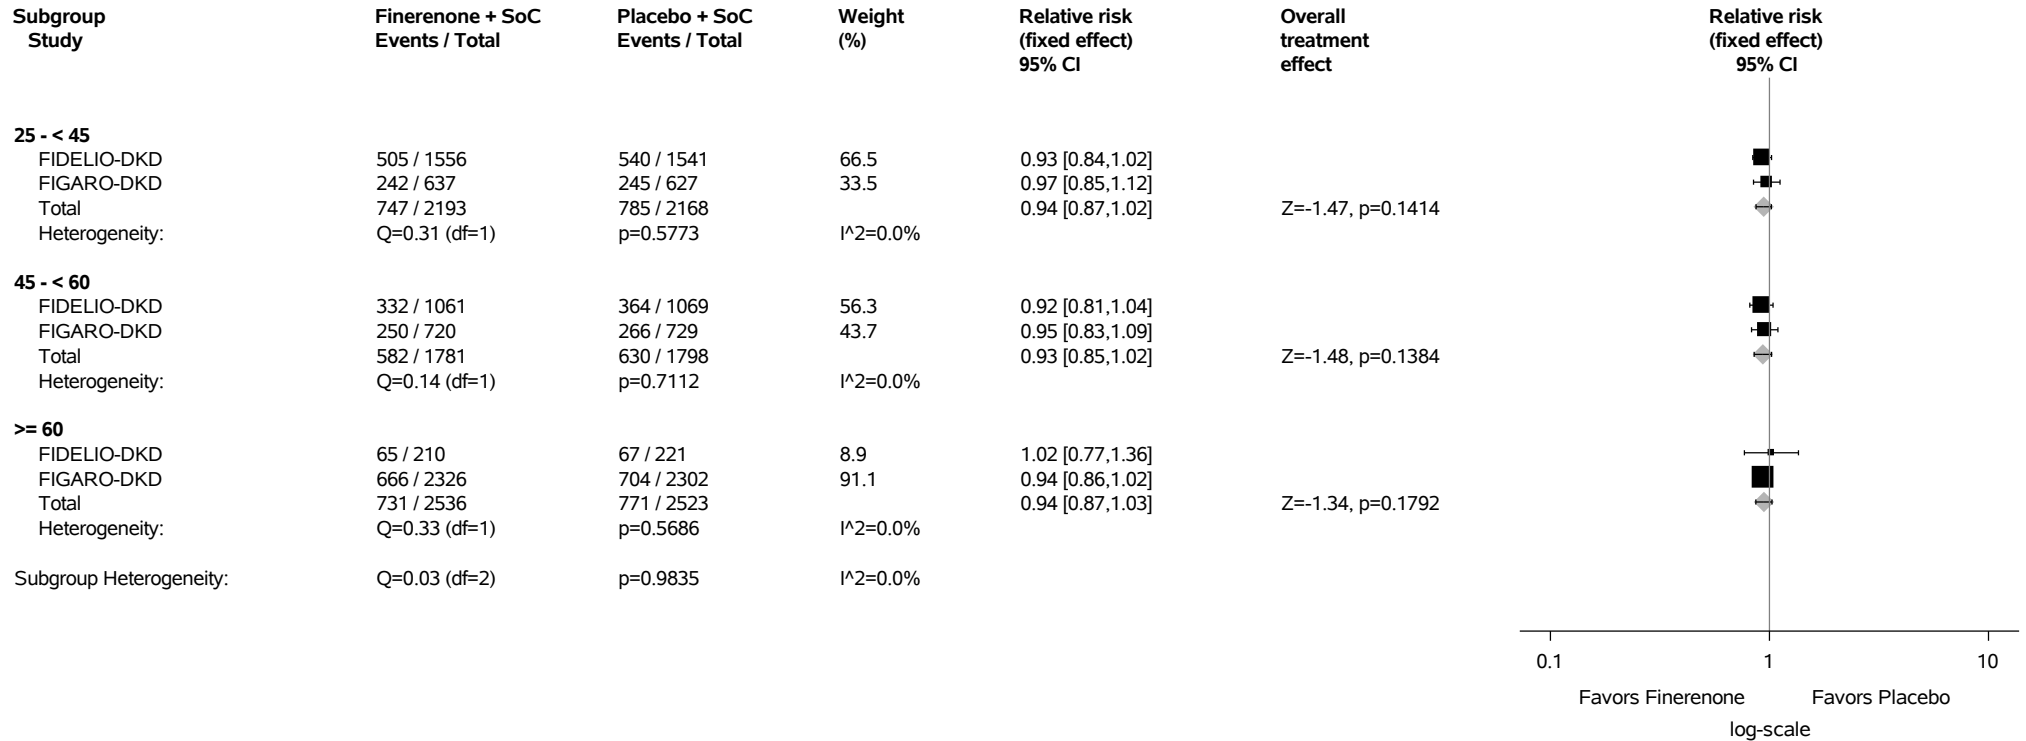 Subgroup Finerenone + SoC Placebo + SoC Weight Relative risk Overall Relative risk
Study Events / Total Events / Total (%) (fixed effect) treatment (fixed effect)
95% CI effect 95% CI
25 - < 45
FIDELIO-DKD 505 / 1556 540 / 1541 66.5 0.93 [0.84,1.02]
FIGARO-DKD 242 / 637 245 / 627 33.5 0.97 [0.85,1.12]
Total 747 / 2193 785 / 2168 0.94 [0.87,1.02] Z=-1.47, p=0.1414
Heterogeneity: Q=0.31 (df=1) p=0.5773 I^2=0.0%
45 - < 60
FIDELIO-DKD 332 / 1061 364 / 1069 56.3 0.92 [0.81,1.04]
FIGARO-DKD 250 / 720 266 / 729 43.7 0.95 [0.83,1.09]
Total 582 / 1781 630 / 1798 0.93 [0.85,1.02] Z=-1.48, p=0.1384
Heterogeneity: Q=0.14 (df=1) p=0.7112 I^2=0.0%
>= 60
FIDELIO-DKD 65 / 210 67 / 221 8.9 1.02 [0.77,1.36]
FIGARO-DKD 666 / 2326 704 / 2302 91.1 0.94 [0.86,1.02]
Total 731 / 2536 771 / 2523 0.94 [0.87,1.03] Z=-1.34, p=0.1792
Heterogeneity: Q=0.33 (df=1) p=0.5686 I^2=0.0%
Subgroup Heterogeneity: Q=0.03 (df=2) p=0.9835 I^2=0.0%
0.1 1 10
Favors Finerenone Favors Placebo
log-scale